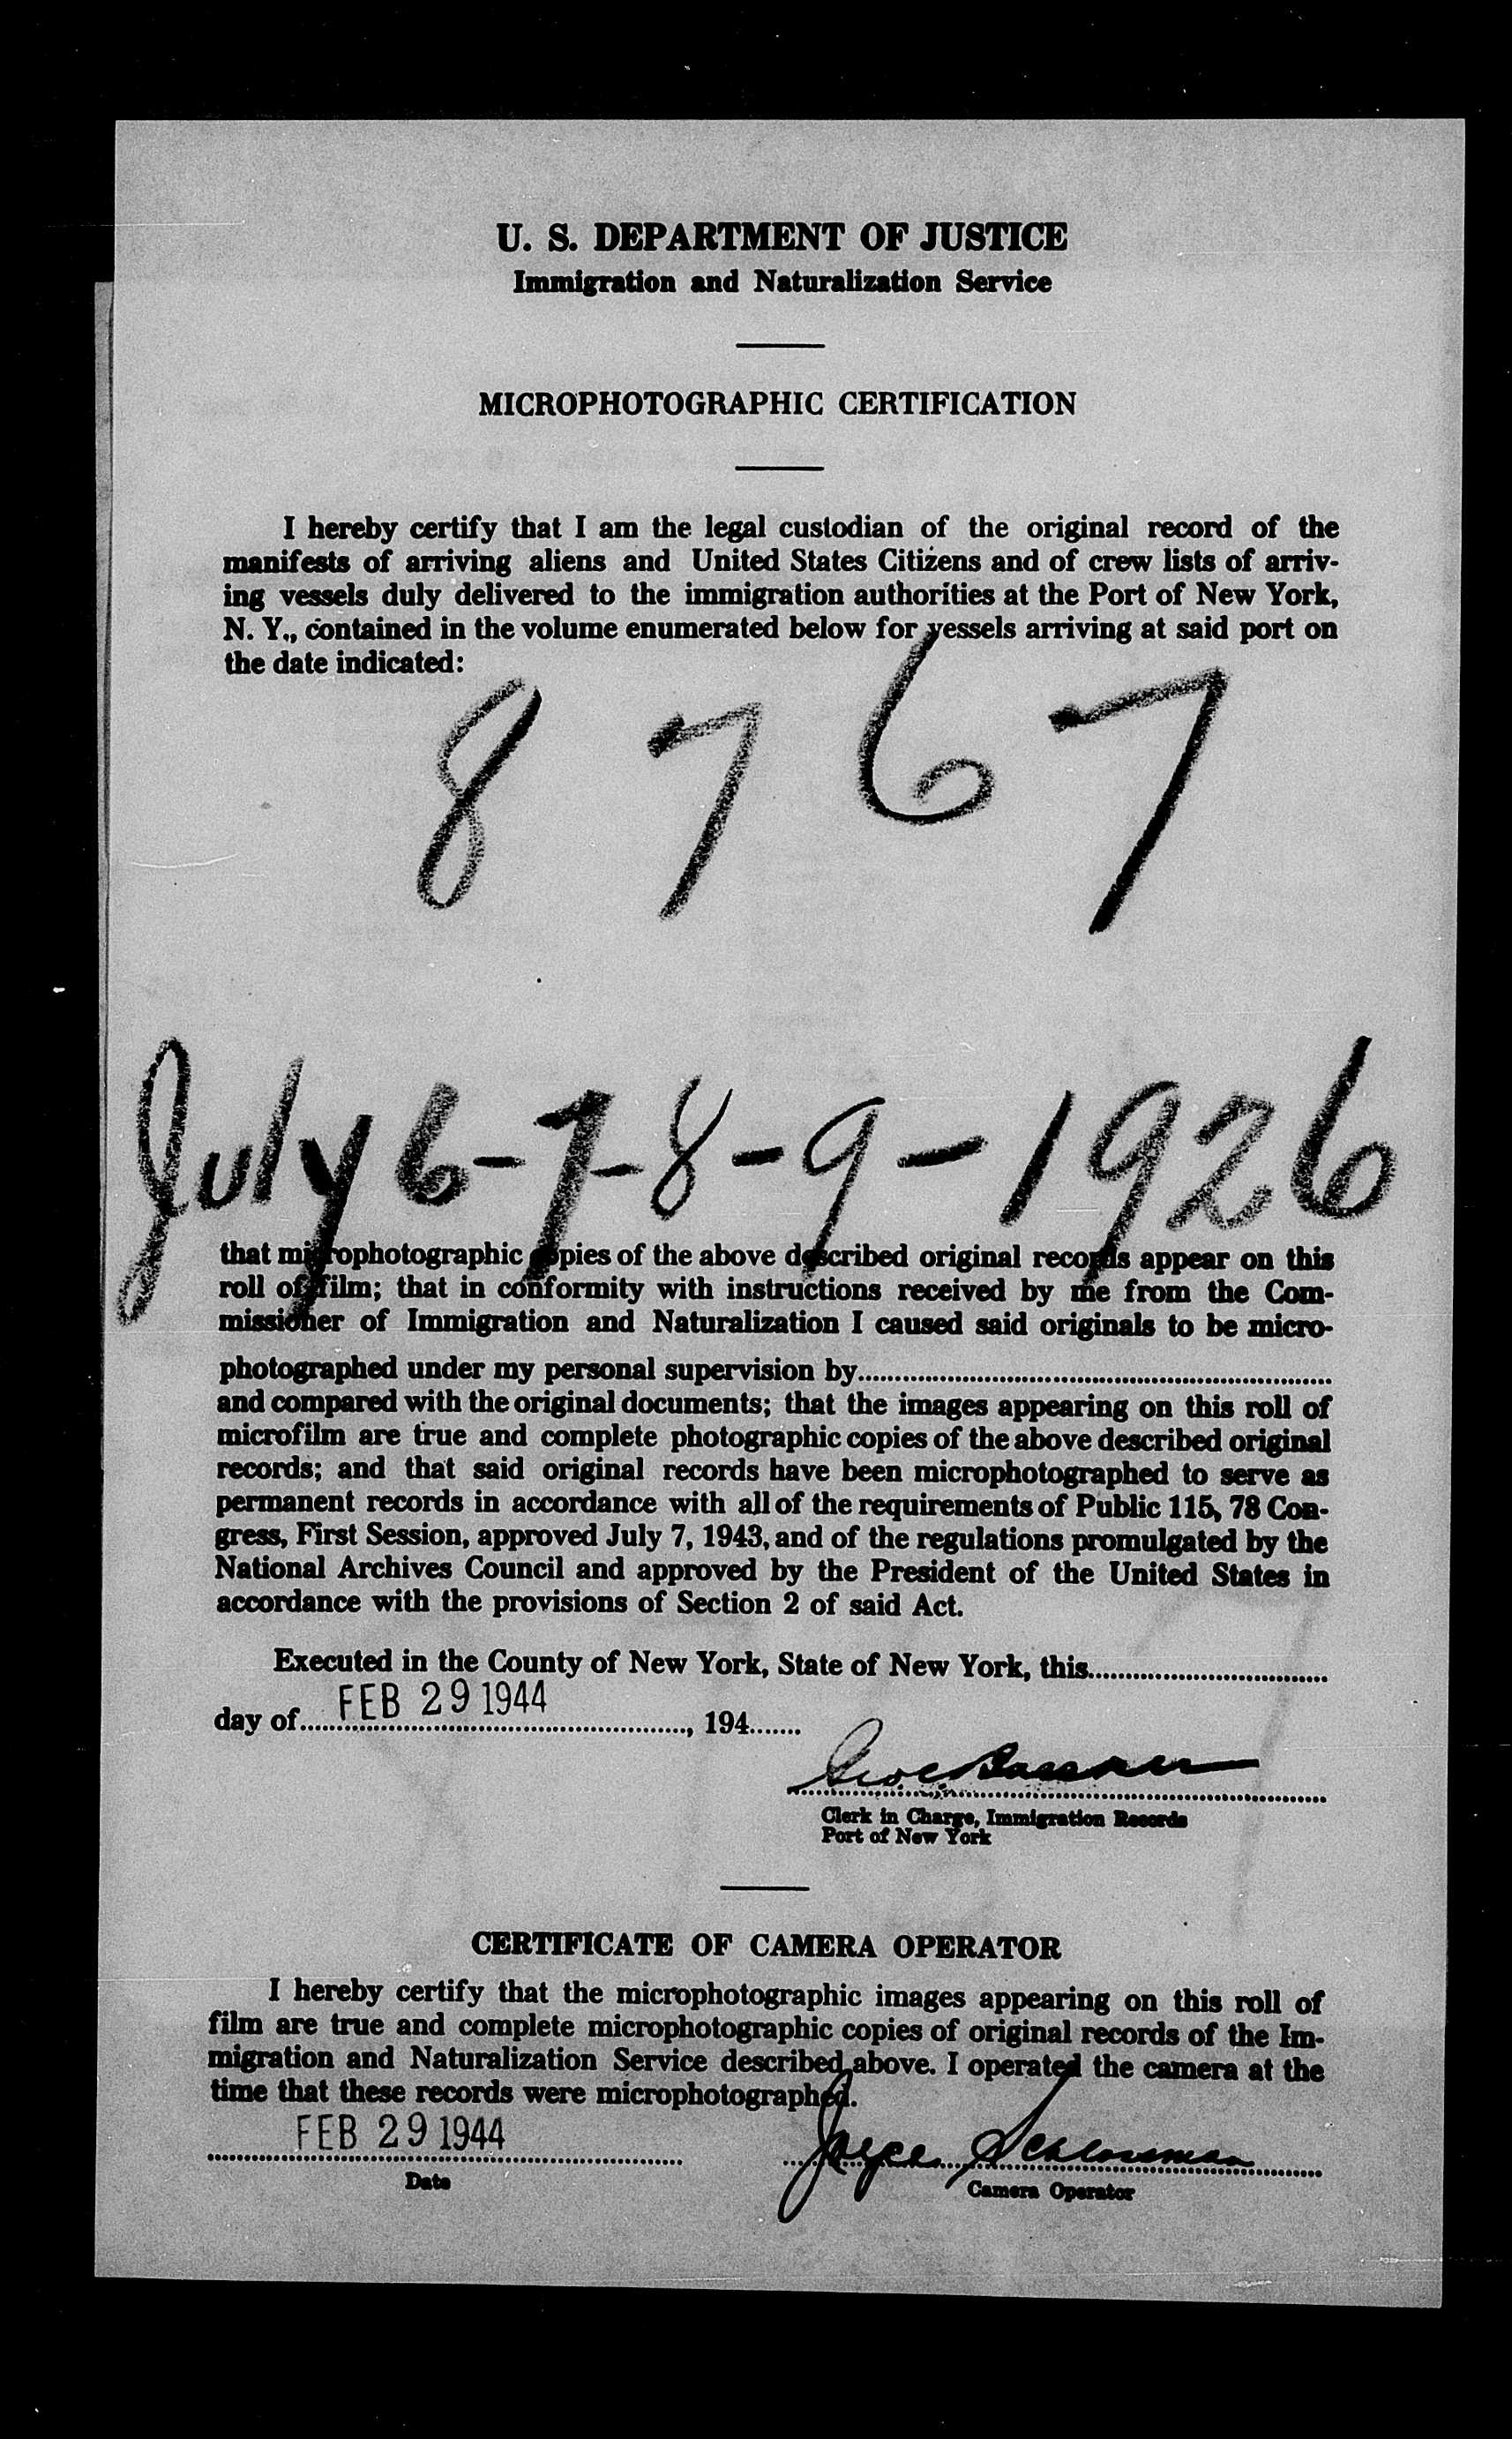 U. S. DEPARTMENT OF JUSTICE
Immigration and Naturalization Service
MICROPHOTOGRAPHIC CERTIFICATION
I hereby certify that I am the legal custodian of the original record of the
manifests of arriving aliens and United States Citizens and of crew lists of arriv-
ing vessels duly delivered to the immigration authorities at the Port of New York,
N. Y., contained in the volume enumerated below for vessels arriving at said port on
the date indicated:
8767
July 6-7-8-9-1926
that microphotographic copies of the above described original records appear on this
roll of film; that in conformity with instructions received by me from the Com-
missioner of Immigration and Naturalization I caused said originals to be micro-
photographed under my personal supervision by
and compared with the original documents; that the images appearing on this roll of
microfilm are true and complete photographic copies of the above described original
records; and that said original records have been microphotographed to serve as
permanent records in accordance with all of the requirements of Public 115, 78 Con-
gress, First Session, approved July 7, 1943, and of the regulations promulgated by the
National Archives Council and approved by the President of the United States in
accordance with the provisions of Section 2 of said Act.
Executed in the County of New York, State of New York, this
day of FEB 29 1944, 194
Clerk in Charge, Immigration Records
Port of New York
CERTIFICATE OF CAMERA OPERATOR
I hereby certify that the microphotographic images appearing on this roll of
film are true and complete microphotographic copies of original records of the Im-
migration and Naturalization Service described above. I operated the camera at the
time that these records were microphotographed.
FEB 29 1944 Joyce Schlossman
Date Camera Operator